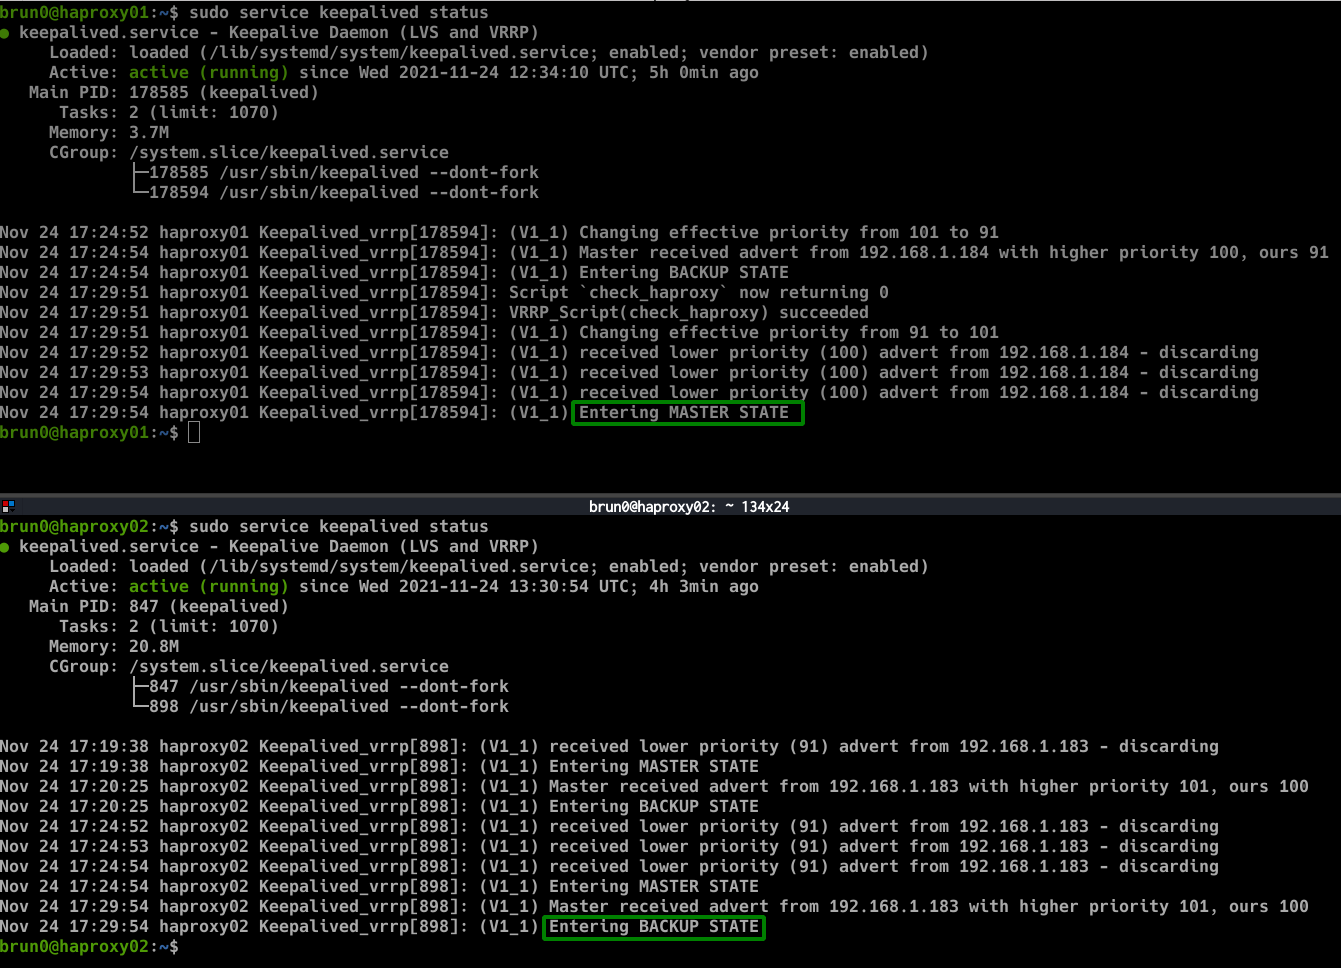 brun0@haproxy01:~$ sudo service keepalived status
● keepalived.service - Keepalive Daemon (LVS and VRRP)
     Loaded: loaded (/lib/systemd/system/keepalived.service; enabled; vendor preset: enabled)
     Active: active (running) since Wed 2021-11-24 12:34:10 UTC; 5h 0min ago
   Main PID: 178585 (keepalived)
      Tasks: 2 (limit: 1070)
     Memory: 3.7M
     CGroup: /system.slice/keepalived.service
             ├─178585 /usr/sbin/keepalived --dont-fork
             └─178594 /usr/sbin/keepalived --dont-fork
Nov 24 17:24:52 haproxy01 Keepalived_vrrp[178594]: (V1_1) Changing effective priority from 101 to 91
Nov 24 17:24:54 haproxy01 Keepalived_vrrp[178594]: (V1_1) Master received advert from 192.168.1.184 with higher priority 100, ours 91
Nov 24 17:24:54 haproxy01 Keepalived_vrrp[178594]: (V1_1) Entering BACKUP STATE
Nov 24 17:29:51 haproxy01 Keepalived_vrrp[178594]: Script `check_haproxy` now returning 0
Nov 24 17:29:51 haproxy01 Keepalived_vrrp[178594]: VRRP_Script(check_haproxy) succeeded
Nov 24 17:29:51 haproxy01 Keepalived_vrrp[178594]: (V1_1) Changing effective priority from 91 to 101
Nov 24 17:29:52 haproxy01 Keepalived_vrrp[178594]: (V1_1) received lower priority (100) advert from 192.168.1.184 - discarding
Nov 24 17:29:53 haproxy01 Keepalived_vrrp[178594]: (V1_1) received lower priority (100) advert from 192.168.1.184 - discarding
Nov 24 17:29:54 haproxy01 Keepalived_vrrp[178594]: (V1_1) received lower priority (100) advert from 192.168.1.184 - discarding
Nov 24 17:29:54 haproxy01 Keepalived_vrrp[178594]: (V1_1) Entering MASTER STATE
brun0@haproxy01:~$
brun0@haproxy02: ~ 134x24
brun0@haproxy02:~$ sudo service keepalived status
● keepalived.service - Keepalive Daemon (LVS and VRRP)
     Loaded: loaded (/lib/systemd/system/keepalived.service; enabled; vendor preset: enabled)
     Active: active (running) since Wed 2021-11-24 13:30:54 UTC; 4h 3min ago
   Main PID: 847 (keepalived)
      Tasks: 2 (limit: 1070)
     Memory: 20.8M
     CGroup: /system.slice/keepalived.service
             ├─847 /usr/sbin/keepalived --dont-fork
             └─898 /usr/sbin/keepalived --dont-fork
Nov 24 17:19:38 haproxy02 Keepalived_vrrp[898]: (V1_1) received lower priority (91) advert from 192.168.1.183 - discarding
Nov 24 17:19:38 haproxy02 Keepalived_vrrp[898]: (V1_1) Entering MASTER STATE
Nov 24 17:20:25 haproxy02 Keepalived_vrrp[898]: (V1_1) Master received advert from 192.168.1.183 with higher priority 101, ours 100
Nov 24 17:20:25 haproxy02 Keepalived_vrrp[898]: (V1_1) Entering BACKUP STATE
Nov 24 17:24:52 haproxy02 Keepalived_vrrp[898]: (V1_1) received lower priority (91) advert from 192.168.1.183 - discarding
Nov 24 17:24:53 haproxy02 Keepalived_vrrp[898]: (V1_1) received lower priority (91) advert from 192.168.1.183 - discarding
Nov 24 17:24:54 haproxy02 Keepalived_vrrp[898]: (V1_1) received lower priority (91) advert from 192.168.1.183 - discarding
Nov 24 17:24:54 haproxy02 Keepalived_vrrp[898]: (V1_1) Entering MASTER STATE
Nov 24 17:29:54 haproxy02 Keepalived_vrrp[898]: (V1_1) Master received advert from 192.168.1.183 with higher priority 101, ours 100
Nov 24 17:29:54 haproxy02 Keepalived_vrrp[898]: (V1_1) Entering BACKUP STATE
brun0@haproxy02:~$